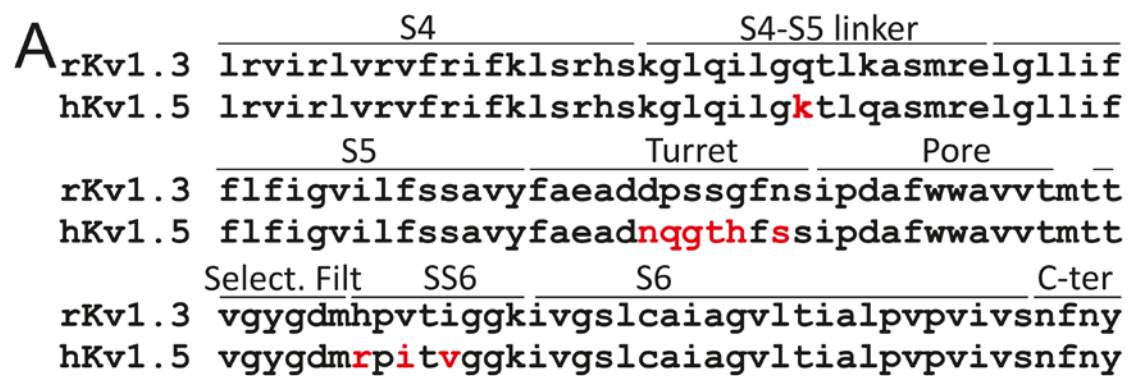 A
S4 S4-S5 linker
rKv1.3 lrvirlvrvfrifklsrhskglqilgqtlkasmrelgllif
hKv1.5 lrvirlvrvfrifklsrhskglqilgktlqasmrelgllif
S5 Turret Pore
rKv1.3 flfigvilfssavyfaeaddpssgfnsipdafwwavvtmtt
hKv1.5 flfigvilfssavyfaeadnqgthfssipdafwwavvtmtt
Select. Filt SS6 S6 C-ter
rKv1.3 vgygdmhpvtiggkivgslcaiagvltialpvpvivsnfny
hKv1.5 vgygdmrpitvggkivgslcaiagvltialpvpvivsnfny